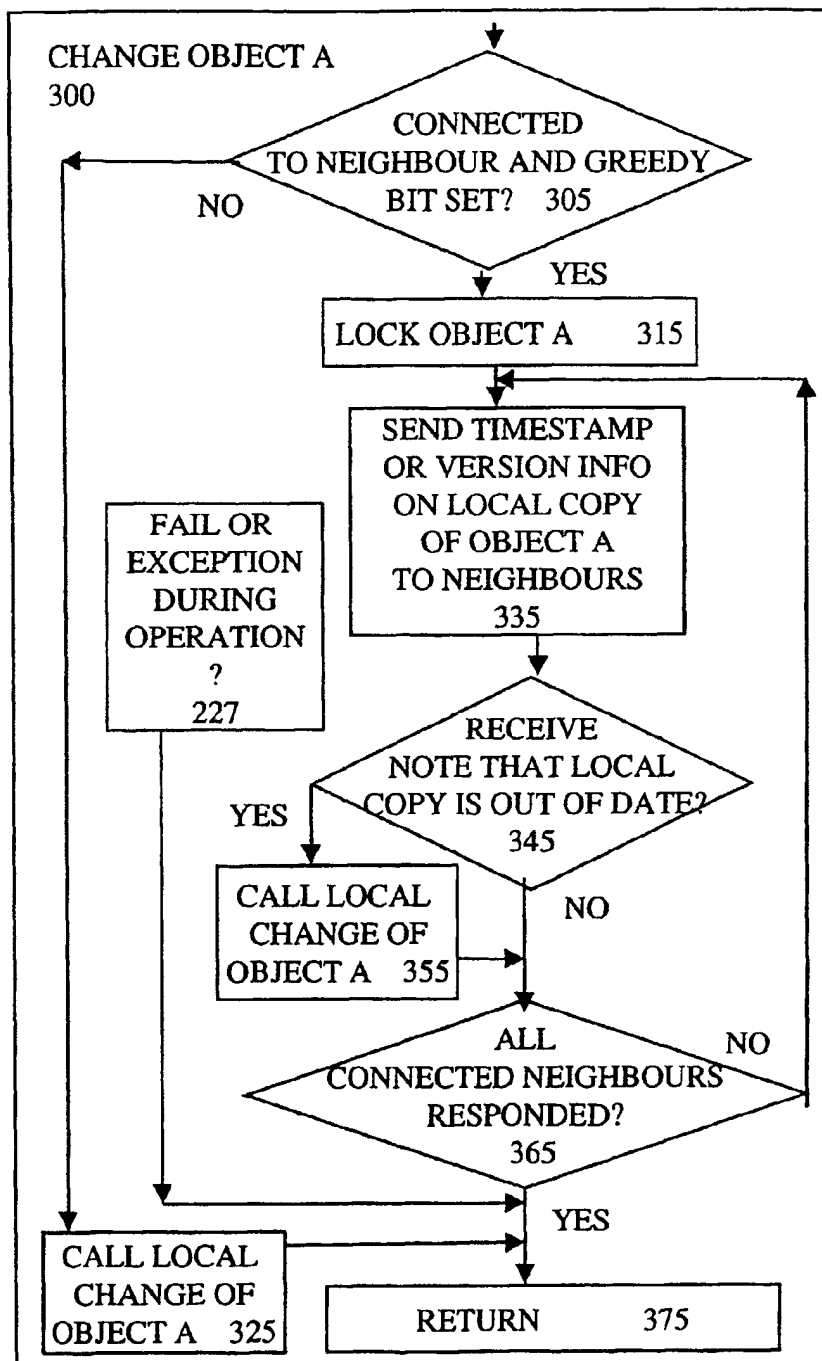 CHANGE OBJECT A
300
CONNECTED
TO NEIGHBOUR AND GREEDY
BIT SET? 305
NO
YES
LOCK OBJECT A 315
SEND TIMESTAMP
OR VERSION INFO
ON LOCAL COPY
OF OBJECT A
TO NEIGHBOURS
335
FAIL OR
EXCEPTION
DURING
OPERATION
?
227
RECEIVE
NOTE THAT LOCAL
COPY IS OUT OF DATE?
345
YES
NO
CALL LOCAL
CHANGE OF
OBJECT A 355
ALL
CONNECTED NEIGHBOURS
RESPONDED?
365
NO
YES
CALL LOCAL
CHANGE OF
OBJECT A 325
RETURN 375